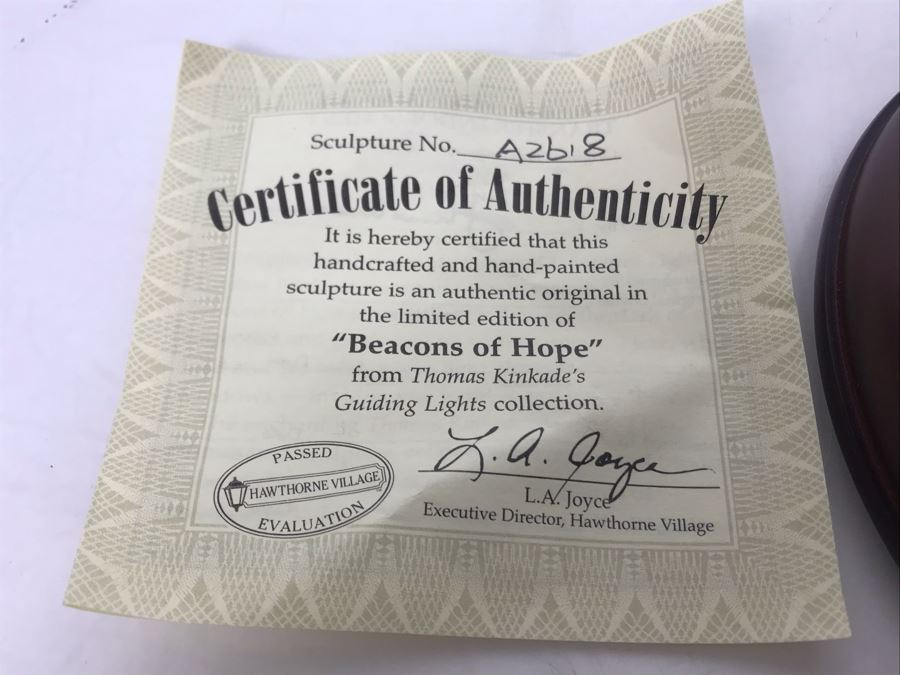 Sculpture No. A2618
Certificate of Authenticity
It is hereby certified that this
handcrafted and hand-painted
sculpture is an authentic original in
the limited edition of
“Beacons of Hope”
from Thomas Kinkade's
Guiding Lights collection.
L. A. Joyce
L.A. Joyce
Executive Director, Hawthorne Village
PASSED
HAWTHORNE VILLAGE
EVALUATION